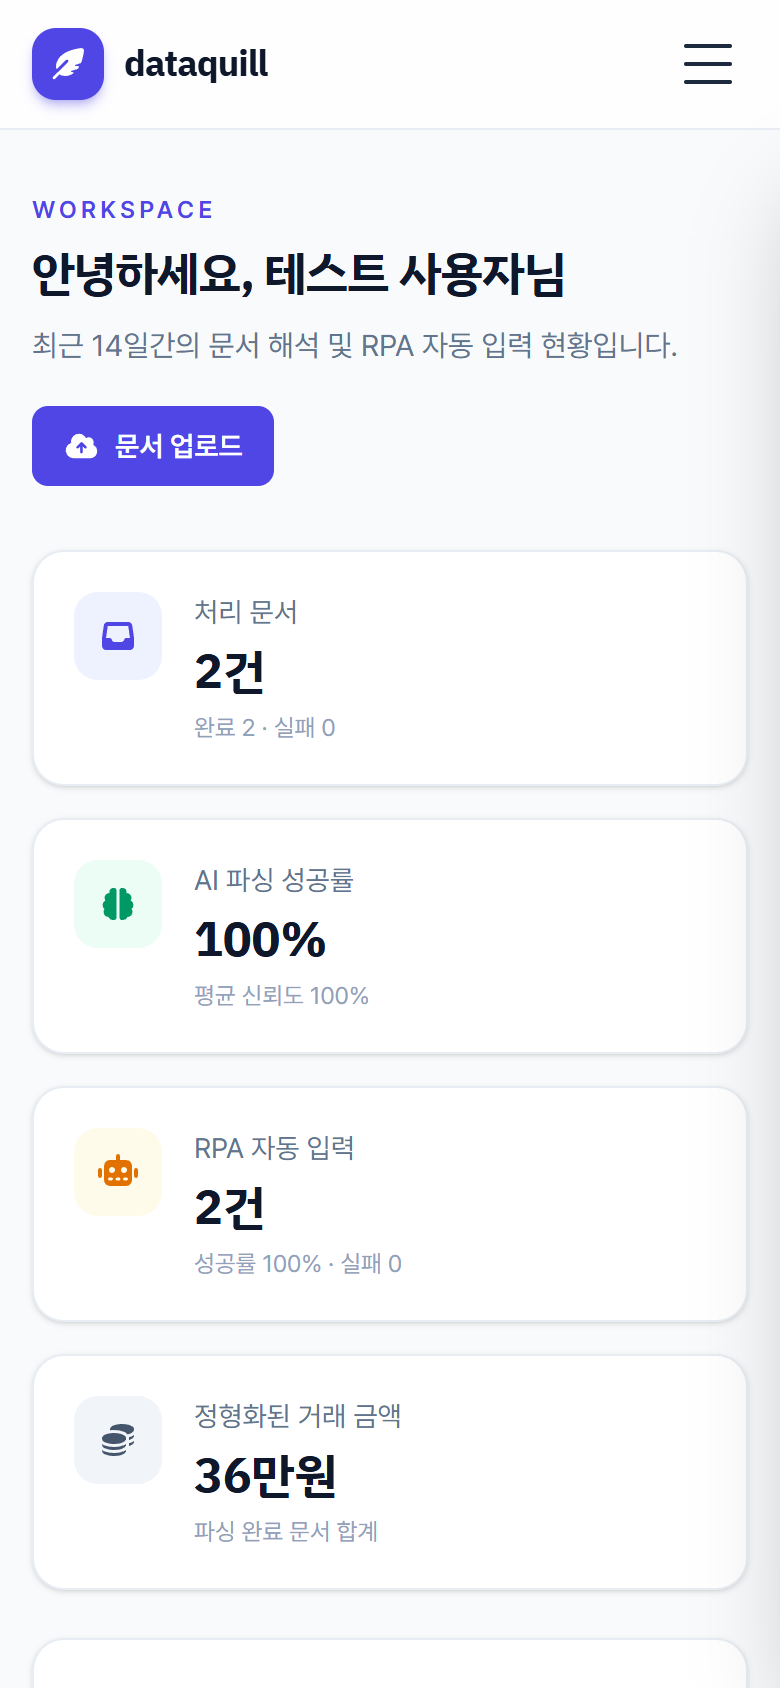 dataquill
WORKSPACE
안녕하세요, 테스트 사용자님
최근 14일간의 문서 해석 및 RPA 자동 입력 현황입니다.
문서 업로드
처리 문서
2건
완료 2 · 실패 0
AI 파싱 성공률
100%
평균 신뢰도 100%
RPA 자동 입력
2건
성공률 100% · 실패 0
정형화된 거래 금액
36만원
파싱 완료 문서 합계